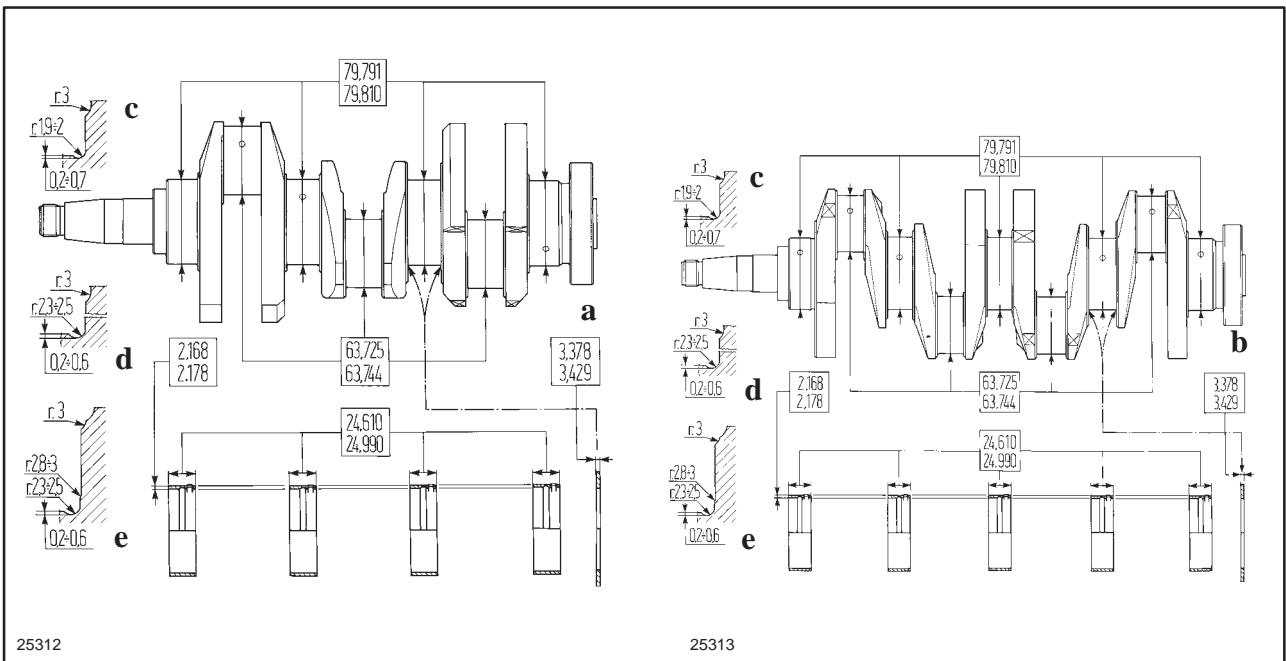 79,791
79,810
r.3
c
r.1,9÷2
0,2÷0,7
r.3
r.2,3÷2,5
0,2÷0,6
d
a
2,168
2.178
63,725
63,744
3,378
3,429
24,610
24,990
r.3
r.2,8÷3
r.2,3÷2,5
0,2÷0,6
e
25312
79,791
79,810
r.3
c
r.1,9÷2
0,2÷0,7
r.3
r.2,3÷2,5
0,2÷0,6
d
b
2,168
2,178
63,725
63,744
3,378
3,429
24,610
24.990
r.3
r.2,8÷3
r.2,3÷2,5
0,2÷0,6
e
25313